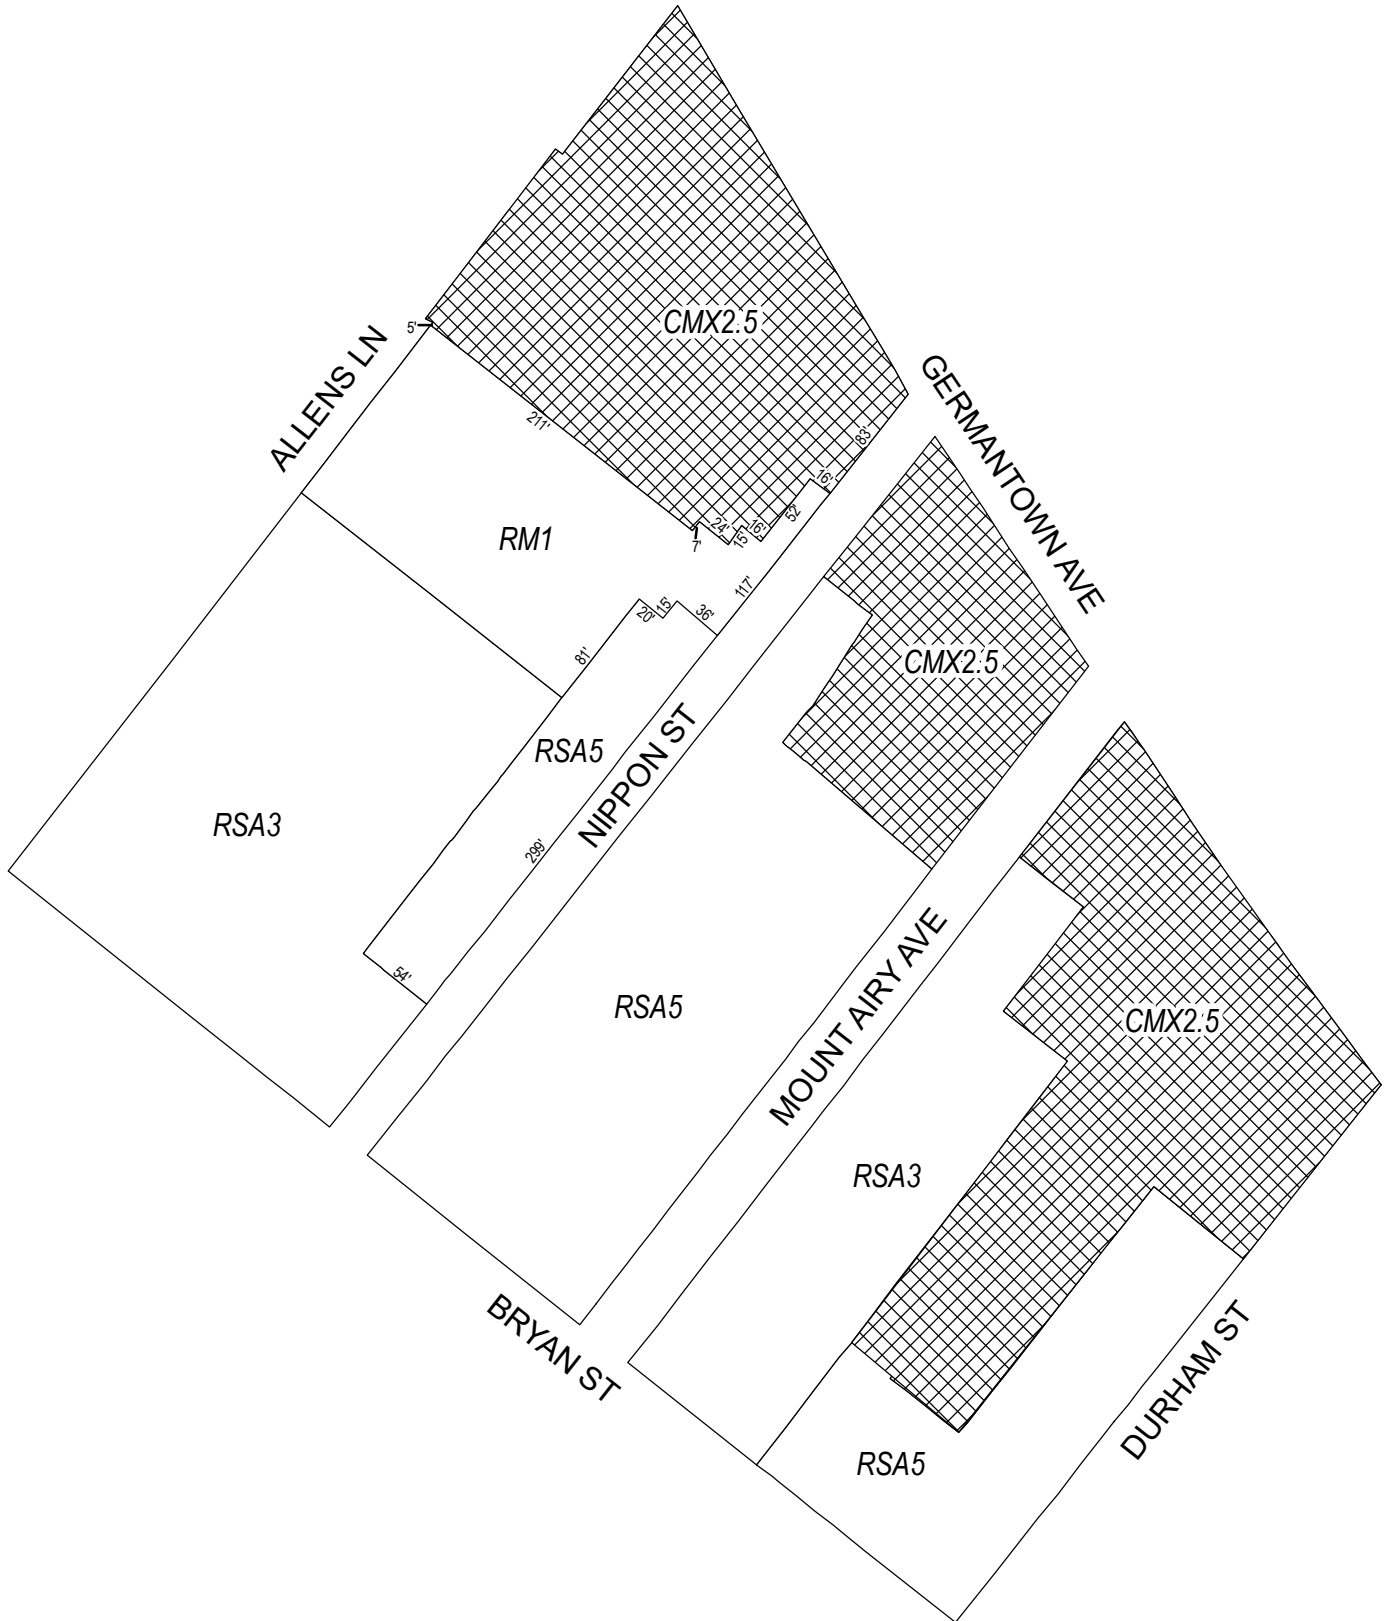 CMX2.5
5'
ALLENS LN
GERMANTOWN AVE
83'
211'
16'
52'
24'
16'
15'
7'
RM1
117'
36'
15'
20'
81'
CMX2.5
RSA5
NIPPON ST
RSA3
299'
54'
RSA5
MOUNT AIRY AVE
CMX2.5
RSA3
BRYAN ST
DURHAM ST
RSA5